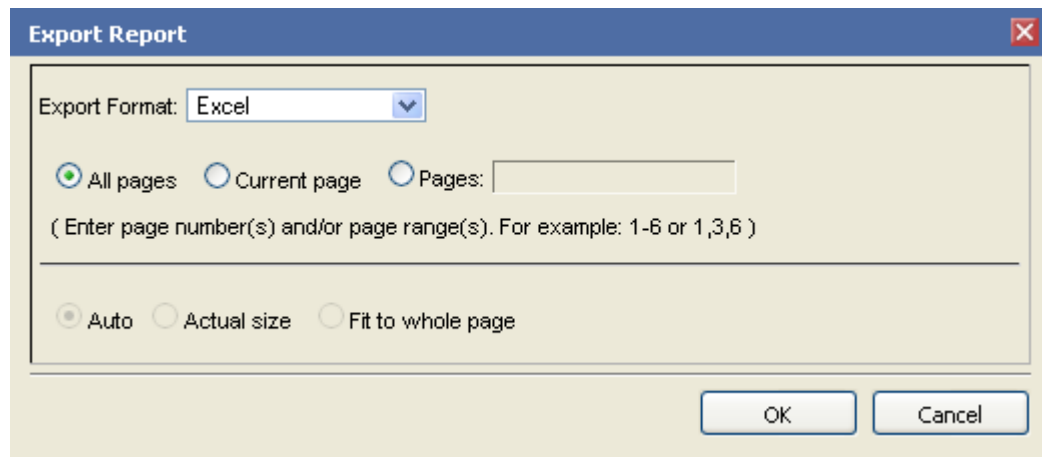 Export Report
Export Format: Excel
All pages Current page Pages:
( Enter page number(s) and/or page range(s). For example: 1-6 or 1,3,6 )
Auto Actual size Fit to whole page
OK Cancel